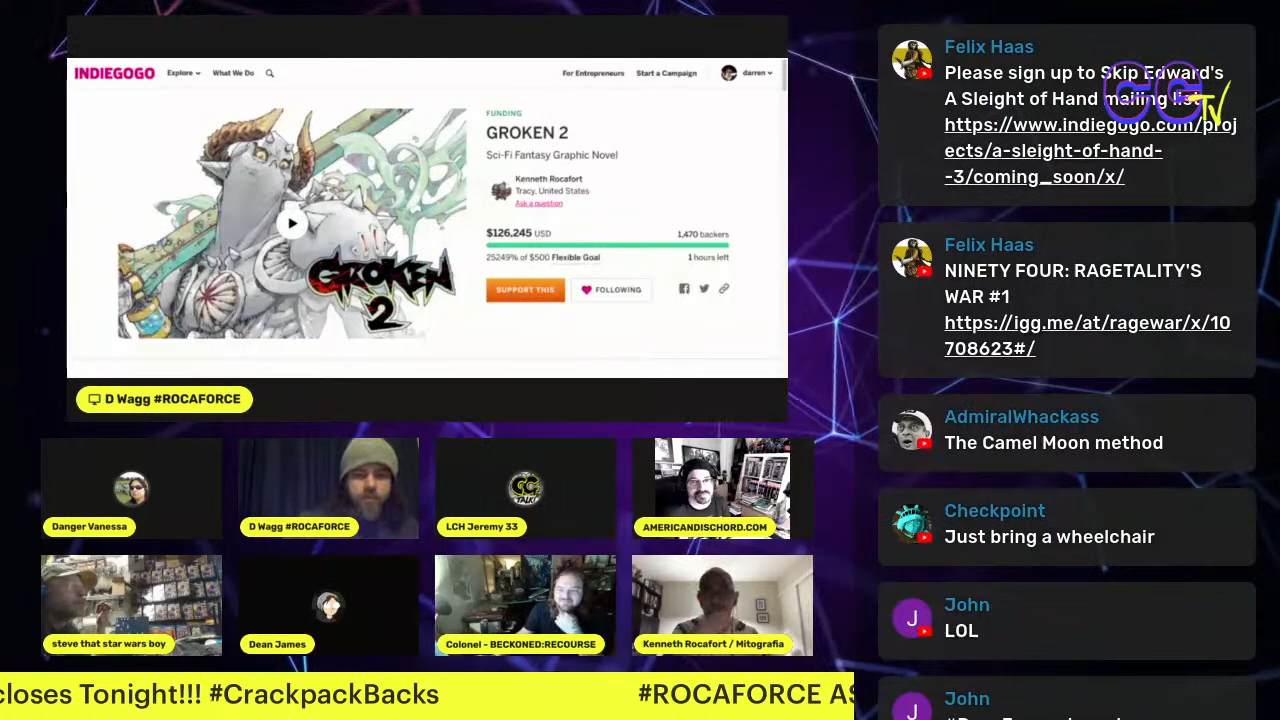 INDIEGOGO
Explore
What We Do
For Entrepreneurs
Start a Campaign
darren
GROKEN
2
FUNDING
GROKEN 2
Sci-Fi Fantasy Graphic Novel
Kenneth Rocafort
Tracy, United States
Ask a question
$126,245 USD
1,470 backers
25249% of $500 Flexible Goal
1 hours left
SUPPORT THIS
FOLLOWING
D Wagg #ROCAFORCE
Danger Vanessa
D Wagg #ROCAFORCE
CG
TALK!
LCH Jeremy 33
AMERICANDISCHORD.COM
steve that star wars boy
Dean James
Colonel - BECKONED:RECOURSE
Kenneth Rocafort / Mitografia
closes Tonight!!! #CrackpackBacks
#ROCAFORCE AS
CGTV
Felix Haas
Please sign up to Skip Edward's
A Sleight of Hand mailing list
https://www.indiegogo.com/proj
ects/a-sleight-of-hand-
-3/coming_soon/x/
Felix Haas
NINETY FOUR: RAGETALITY'S
WAR #1
https://igg.me/at/ragewar/x/10
708623#/
AdmiralWhackass
The Camel Moon method
Checkpoint
Just bring a wheelchair
J
John
LOL
J
John